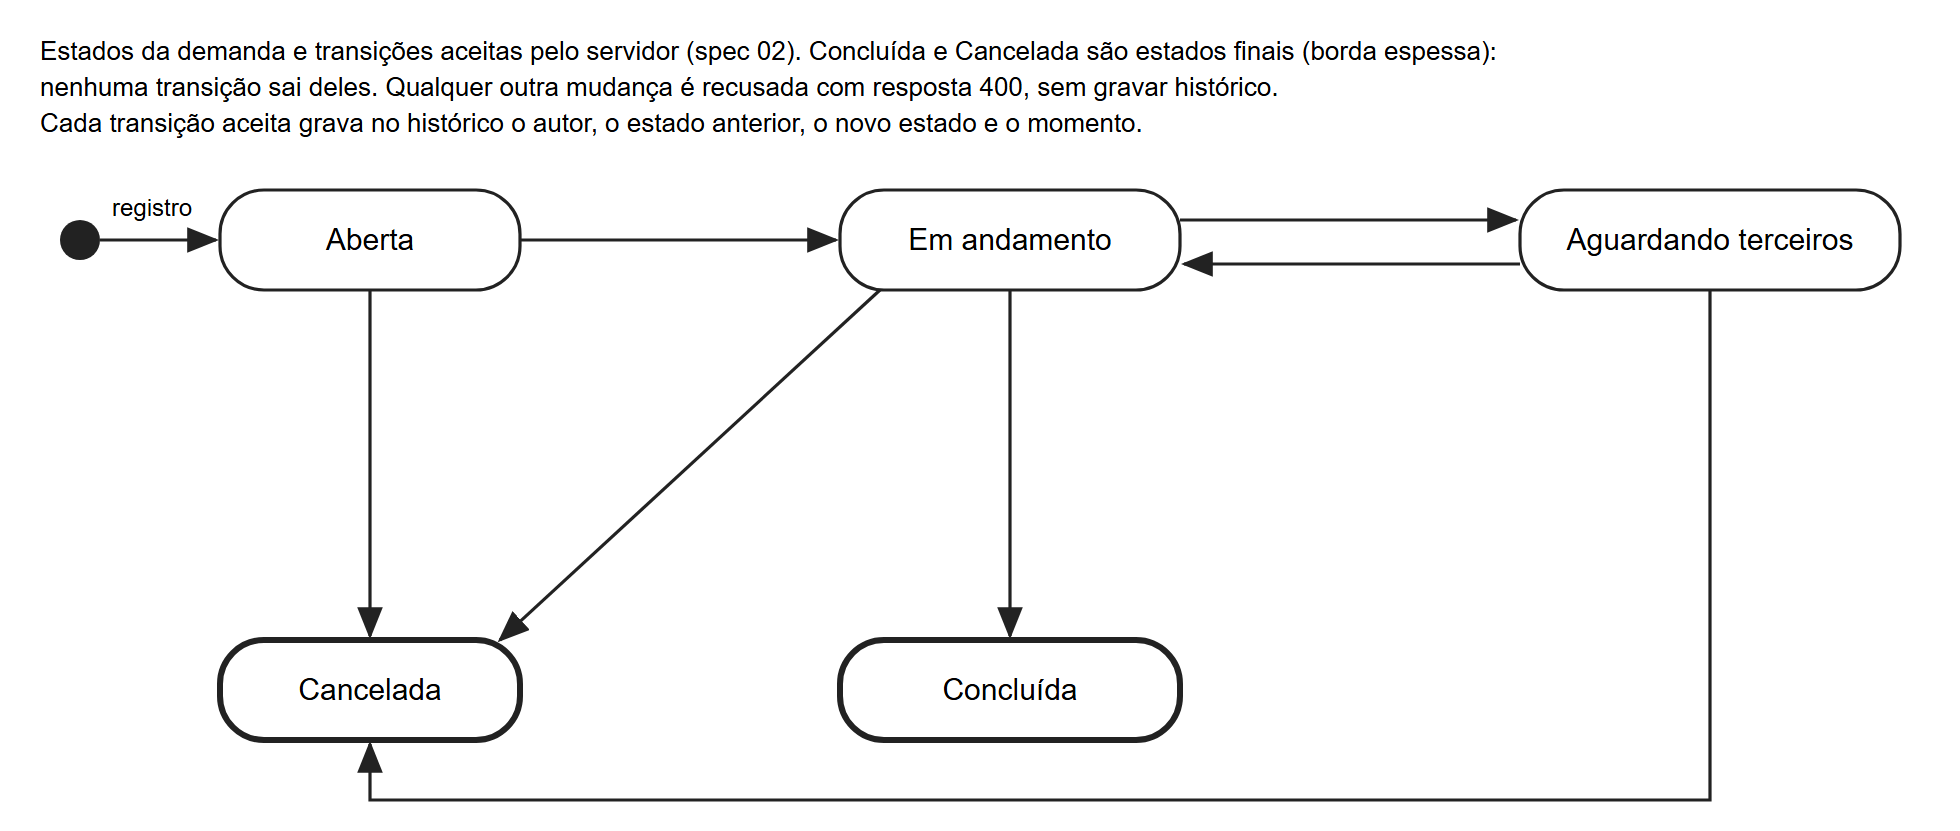 Estados da demanda e transições aceitas pelo servidor (spec 02). Concluída e Cancelada são estados finais (borda espessa):
nenhuma transição sai deles. Qualquer outra mudança é recusada com resposta 400, sem gravar histórico.
Cada transição aceita grava no histórico o autor, o estado anterior, o novo estado e o momento.
registro
Aberta
Em andamento
Aguardando terceiros
Cancelada
Concluída